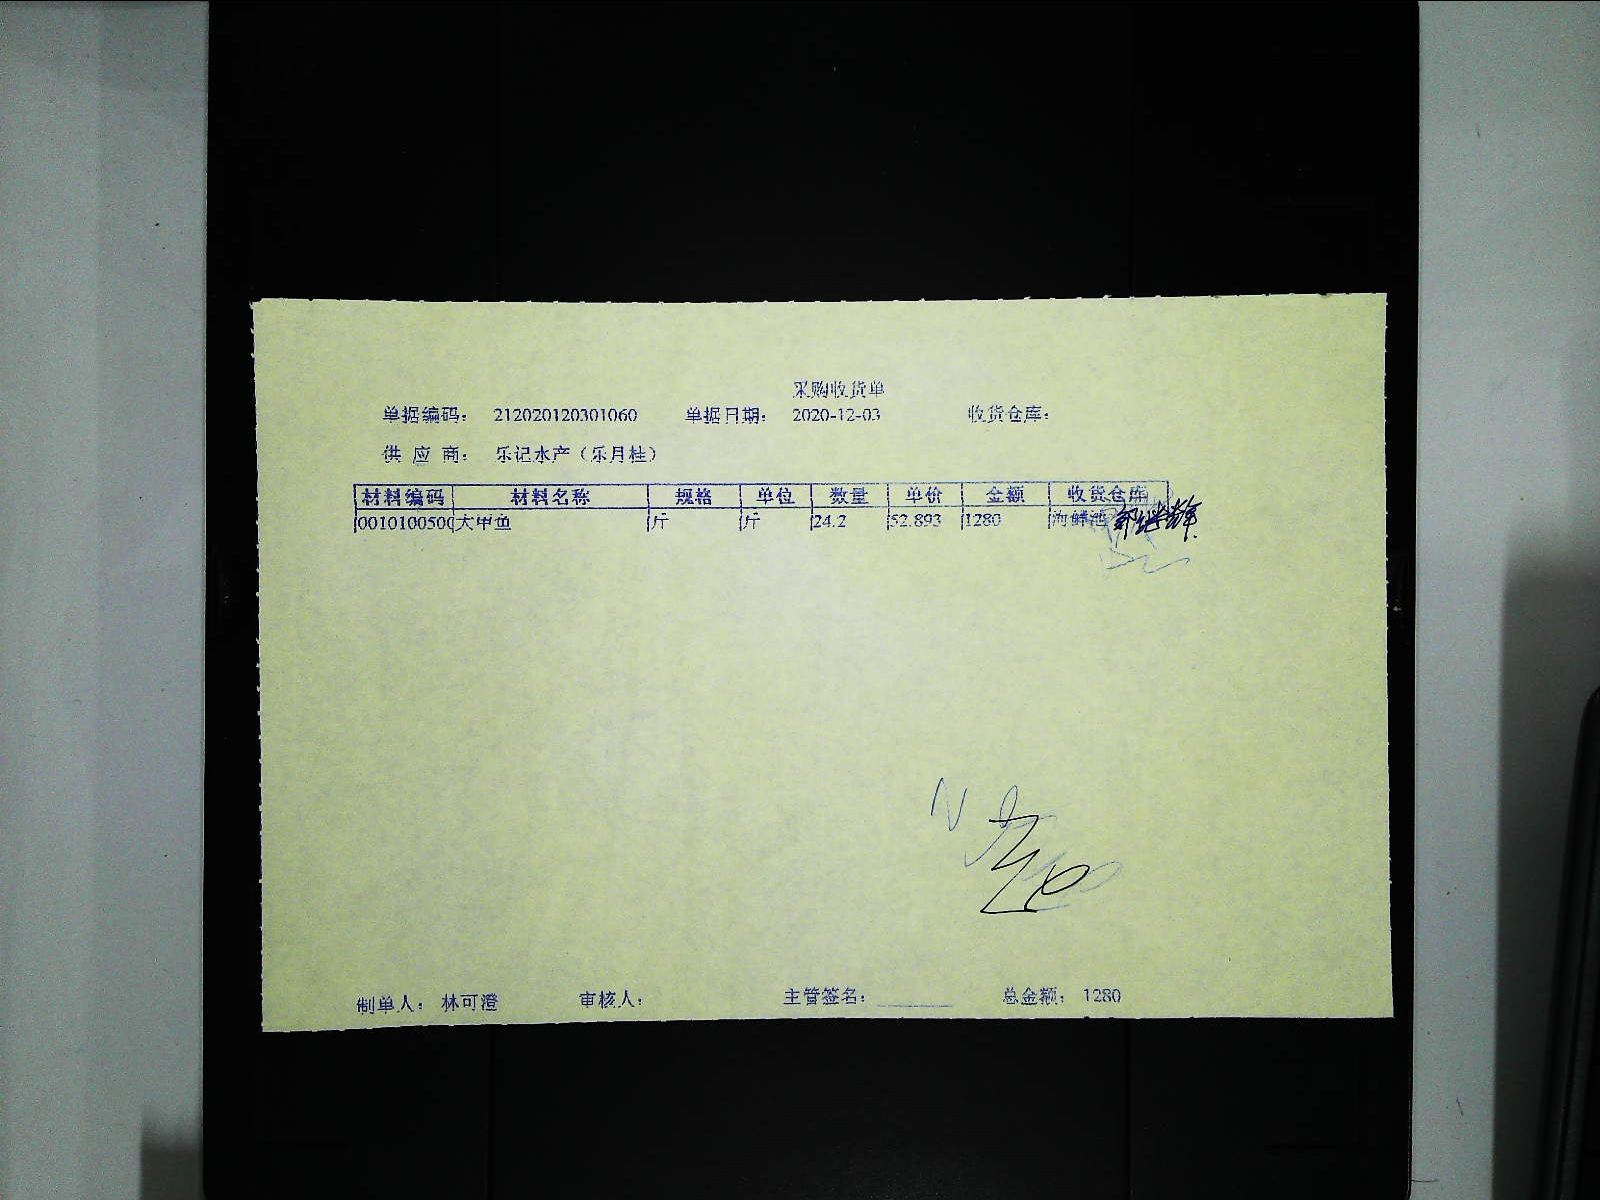 采购收货单
单据编码： 212020120301060 单据日期： 2020-12-03 收货仓库：
供 应 商： 乐记水产（乐月桂）
材料编码 材料名称 规格 单位 数量 单价 金额 收货仓库
0010100500 大甲鱼 斤 斤 24.2 52.893 1280 海鲜池
制单人： 林可澄 审核人： 主管签名： 总金额： 1280